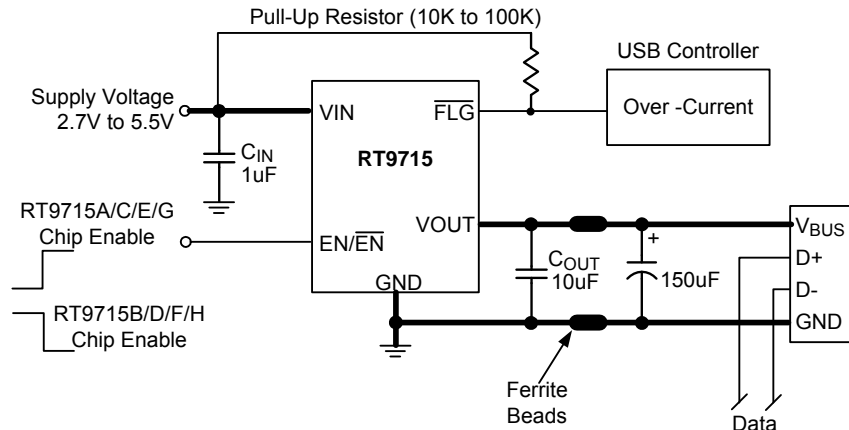 Pull-Up Resistor (10K to 100K)
USB Controller
Supply Voltage
2.7V to 5.5V
VIN
FLG
Over -Current
RT9715
CIN
1uF
RT9715A/C/E/G
Chip Enable
EN/EN
VOUT
GND
RT9715B/D/F/H
Chip Enable
COUT
10uF
+
150uF
VBUS
D+
D-
GND
Ferrite
Beads
Data